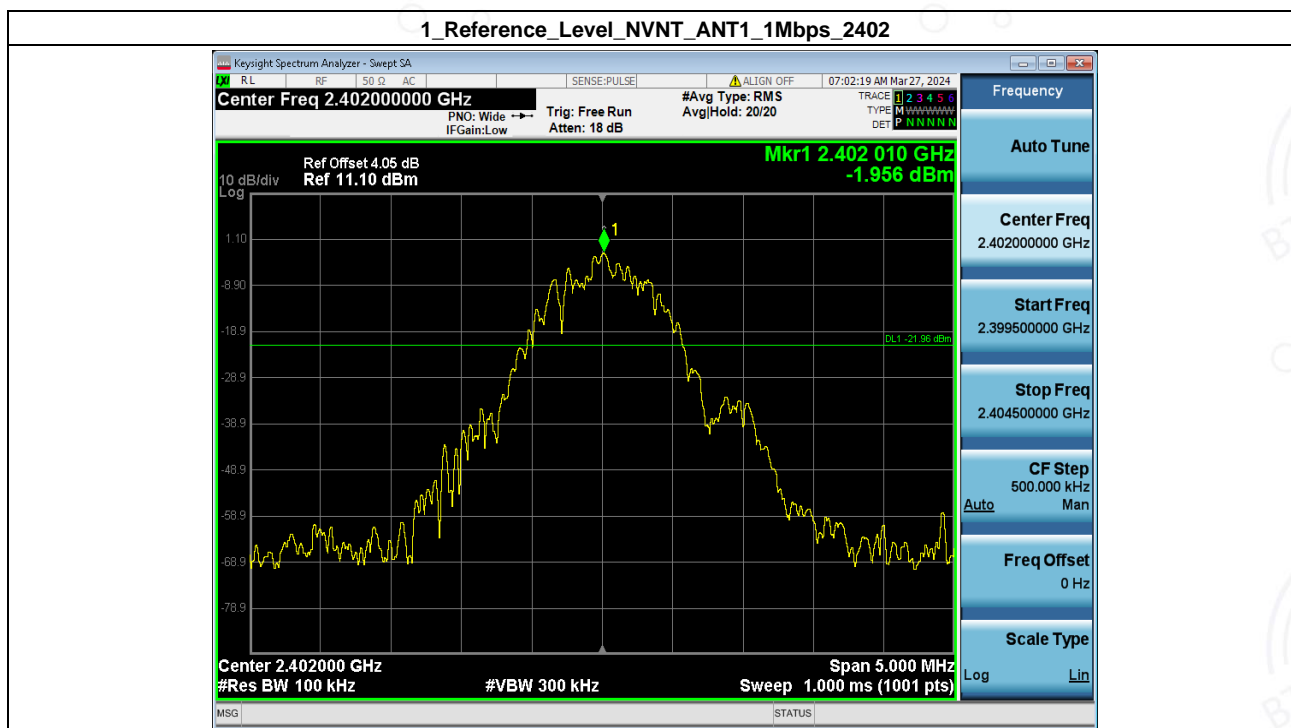 1_Reference_Level_NVNT_ANT1_1Mbps_2402
Keysight Spectrum Analyzer - Swept SA
LXI RL RF 50 Ω AC SENSE:PULSE ALIGN OFF 07:02:19 AM Mar 27, 2024
Center Freq 2.402000000 GHz
PNO: Wide
IFGain:Low
Trig: Free Run
Atten: 18 dB
#Avg Type: RMS
Avg|Hold: 20/20
TRACE 1 2 3 4 5 6
TYPE M W W W W W
DET P N N N N N
Frequency
Auto Tune
Center Freq
2.402000000 GHz
Start Freq
2.399500000 GHz
Stop Freq
2.404500000 GHz
CF Step
500.000 kHz
Auto Man
Freq Offset
0 Hz
Scale Type
Log Lin
Mkr1 2.402 010 GHz
-1.956 dBm
Ref Offset 4.05 dB
10 dB/div Ref 11.10 dBm
Log
1
1.10
-8.90
-18.9
DL1 -21.96 dBm
-28.9
-38.9
-48.9
-58.9
-68.9
-78.9
Center 2.402000 GHz Span 5.000 MHz
#Res BW 100 kHz #VBW 300 kHz Sweep 1.000 ms (1001 pts)
MSG STATUS